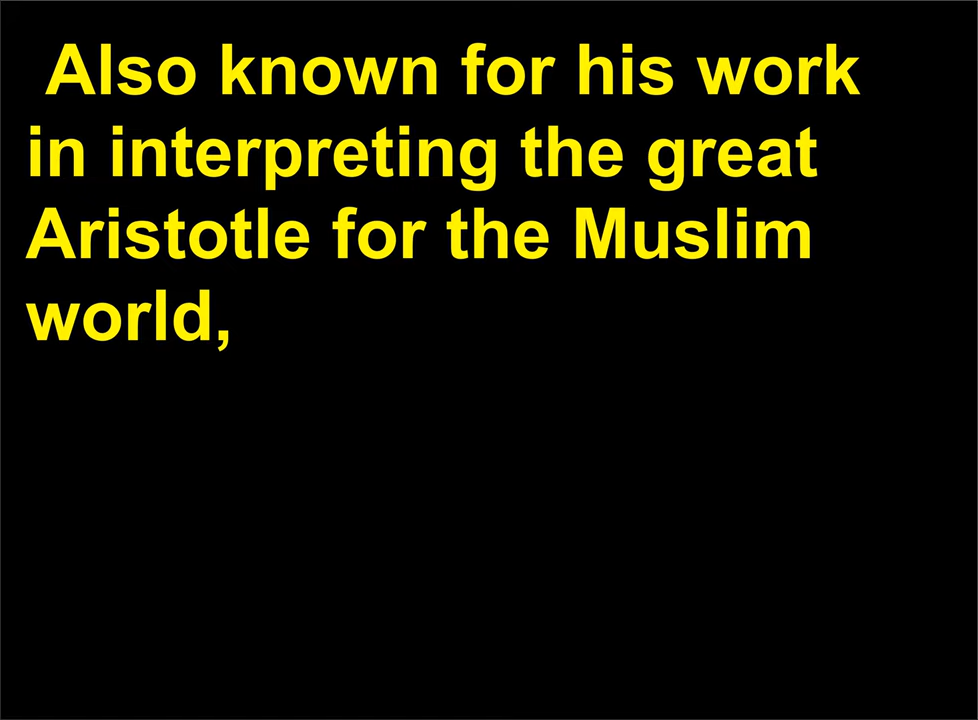 Also known for his work
in interpreting the great
Aristotle for the Muslim
world,